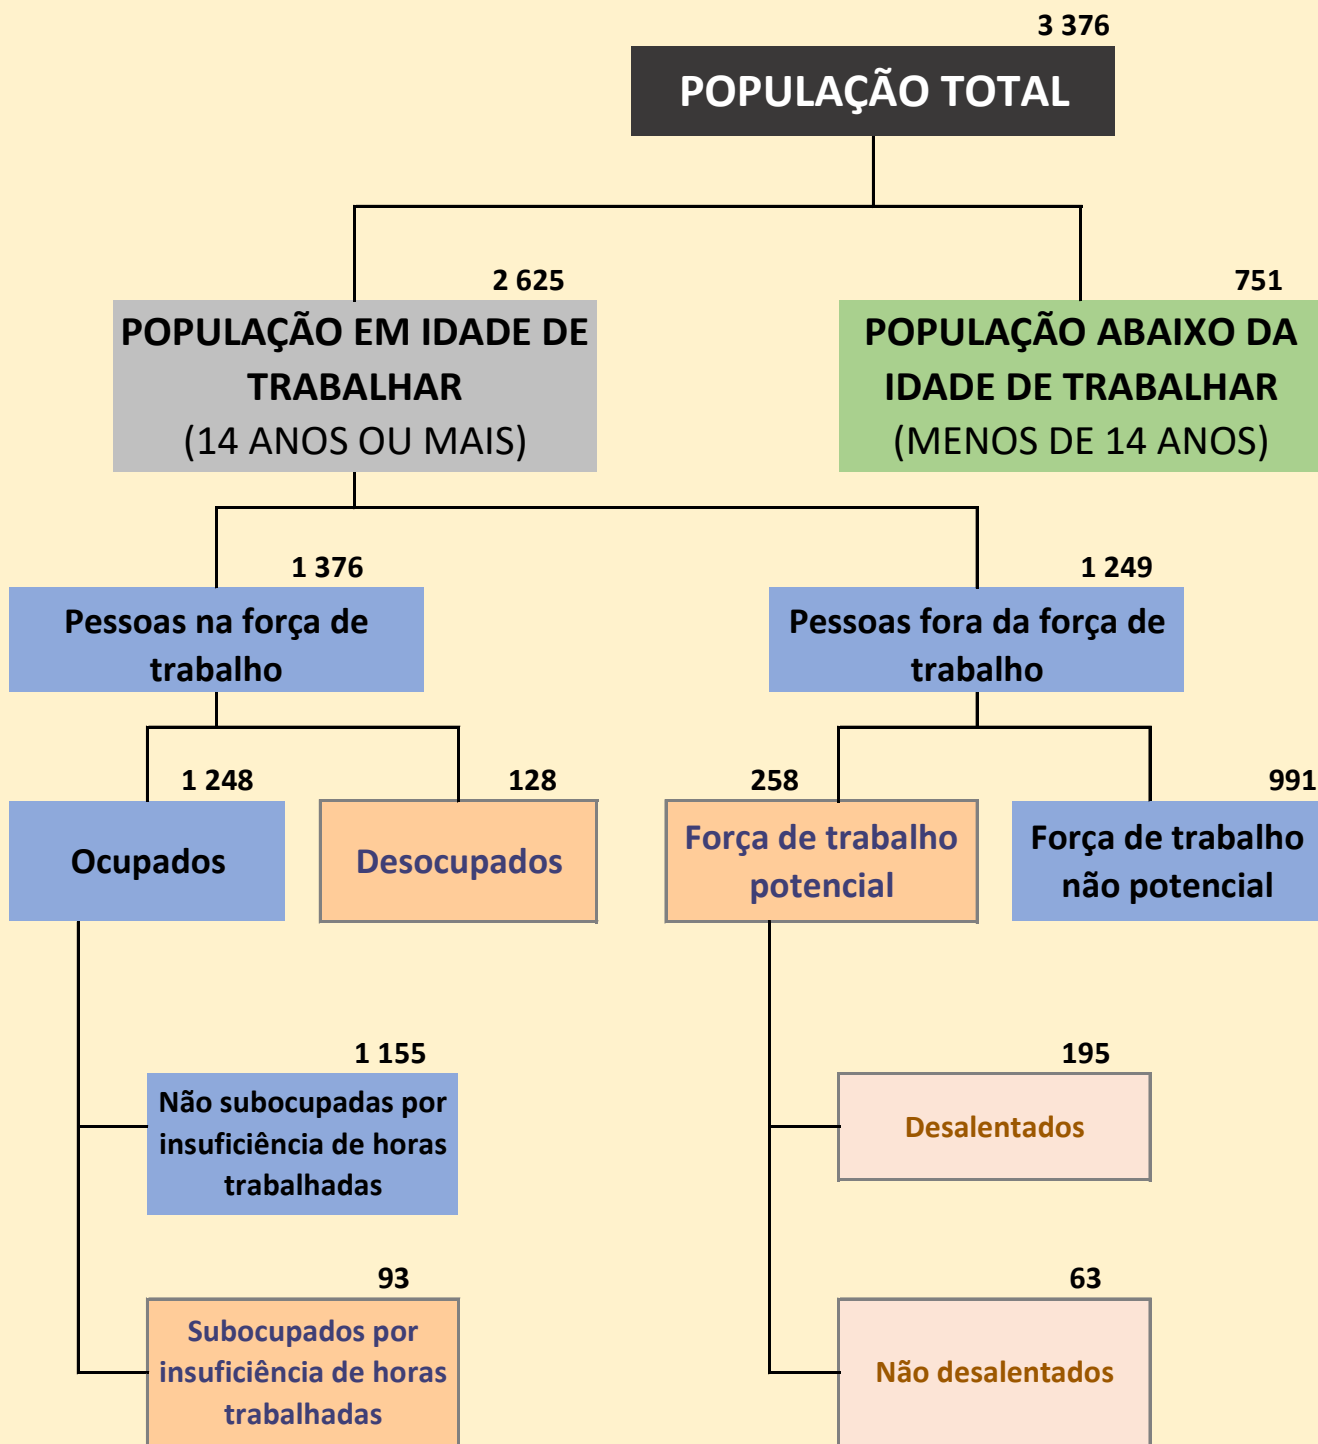 3 376
POPULAÇÃO TOTAL
2 625
POPULAÇÃO EM IDADE DE
TRABALHAR
(14 ANOS OU MAIS)
751
POPULAÇÃO ABAIXO DA
IDADE DE TRABALHAR
(MENOS DE 14 ANOS)
1 376
Pessoas na força de
trabalho
1 249
Pessoas fora da força de
trabalho
1 248
Ocupados
128
Desocupados
258
Força de trabalho
potencial
991
Força de trabalho
não potencial
1 155
Não subocupadas por
insuficiência de horas
trabalhadas
195
Desalentados
93
Subocupados por
insuficiência de horas
trabalhadas
63
Não desalentados